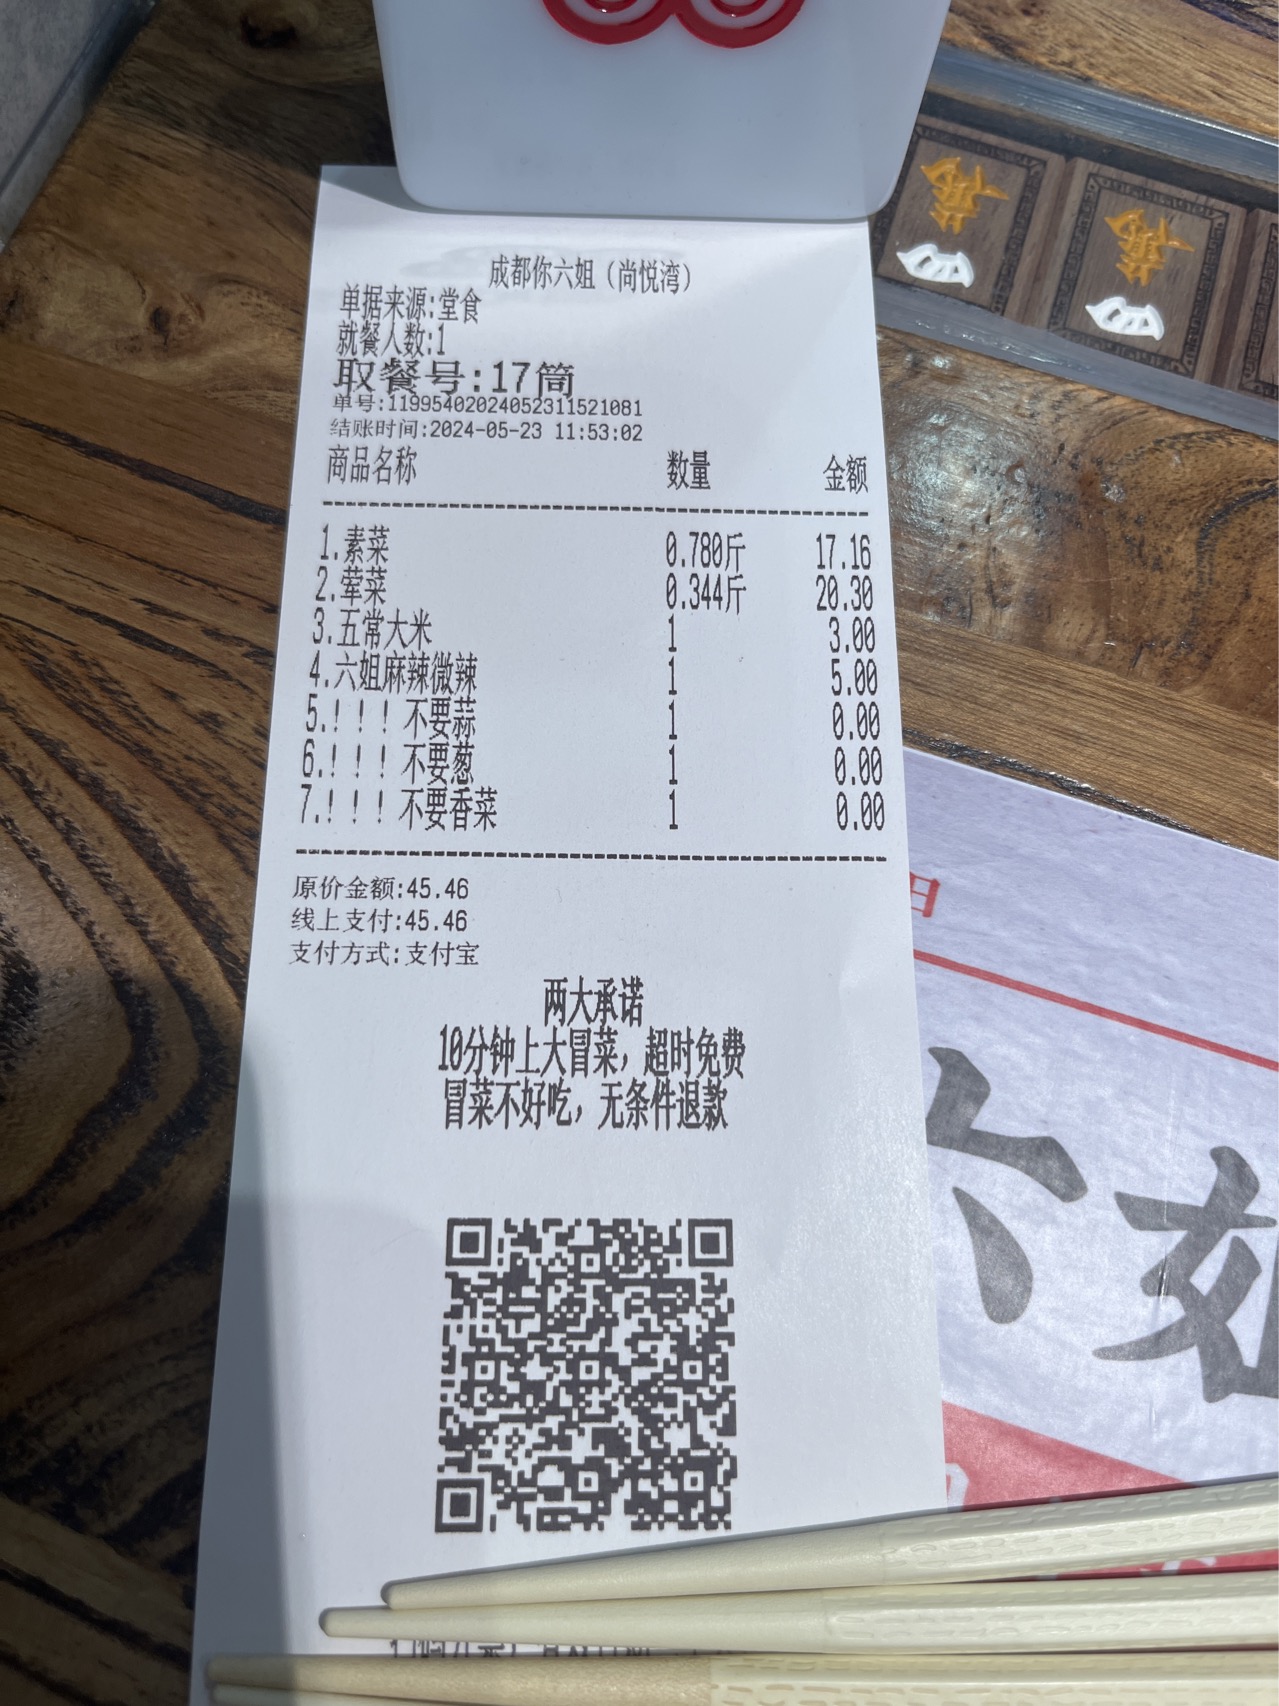 萬 萬
四 四
成都你六姐（尚悦湾）
单据来源:堂食
就餐人数:1
取餐号:17筒
单号:11995402024052311521081
结账时间:2024-05-23 11:53:02
商品名称 数量 金额
1.素菜 0.780斤 17.16
2.荤菜 0.344斤 20.30
3.五常大米 1 3.00
4.六姐麻辣微辣 1 5.00
5.！！！不要蒜 1 0.00
6.！！！不要葱 1 0.00
7.！！！不要香菜 1 0.00
原价金额:45.46
线上支付:45.46
支付方式:支付宝
两大承诺
10分钟上大冒菜，超时免费
冒菜不好吃，无条件退款
六姐